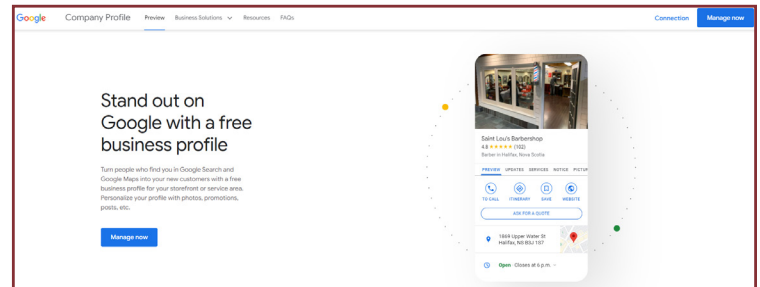 Google Company Profile Preview Business Solutions Resources FAQs Connection Manage now
Stand out on
Google with a free
business profile
Turn people who find you in Google Search and
Google Maps into your new customers with a free
business profile for your storefront or service area.
Personalize your profile with photos, promotions,
posts, etc.
Manage now
Saint Lou's Barbershop
4.8 ★★★★★ (102)
Barber in Halifax, Nova Scotia
PREVIEW UPDATES SERVICES NOTICE PICTUR
TO CALL ITINERARY SAVE WEBSITE
ASK FOR A QUOTE
1869 Upper Water St
Halifax, NS B3J 1S7
Open · Closes at 6 p.m.